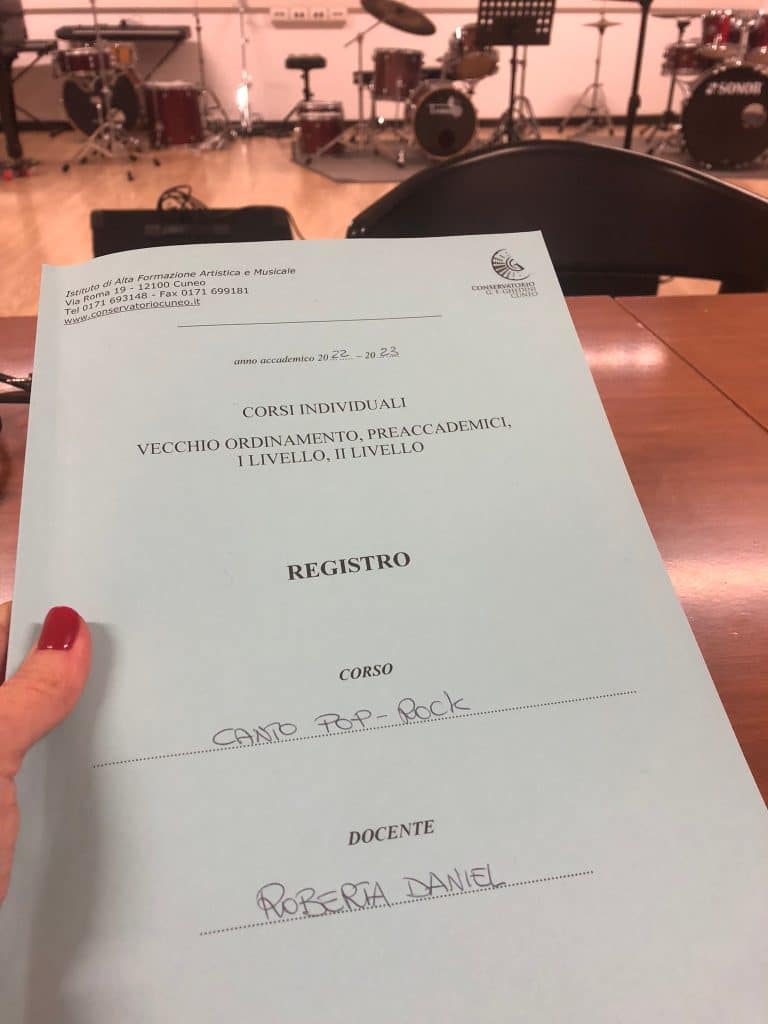 Istituto di Alta Formazione Artistica e Musicale
Via Roma 19 - 12100 Cuneo
Tel 0171 693148 - Fax 0171 699181
www.conservatoriocuneo.it
CONSERVATORIO
G F GHEDINI
CUNEO
anno accademico 2022 – 2023
CORSI INDIVIDUALI
VECCHIO ORDINAMENTO, PREACCADEMICI,
I LIVELLO, II LIVELLO
REGISTRO
CORSO
CANTO POP-ROCK
DOCENTE
ROBERTA DANIEL
SONOR